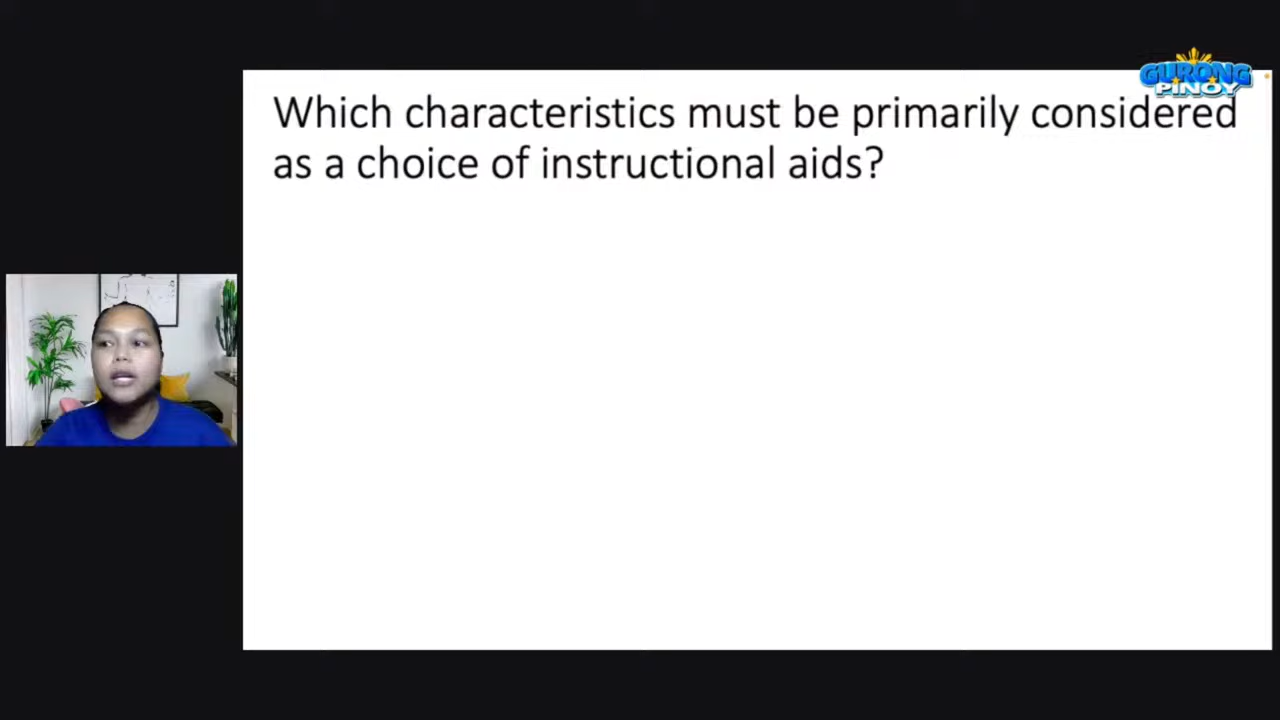 GURONG
PINOY
Which characteristics must be primarily considered
as a choice of instructional aids?